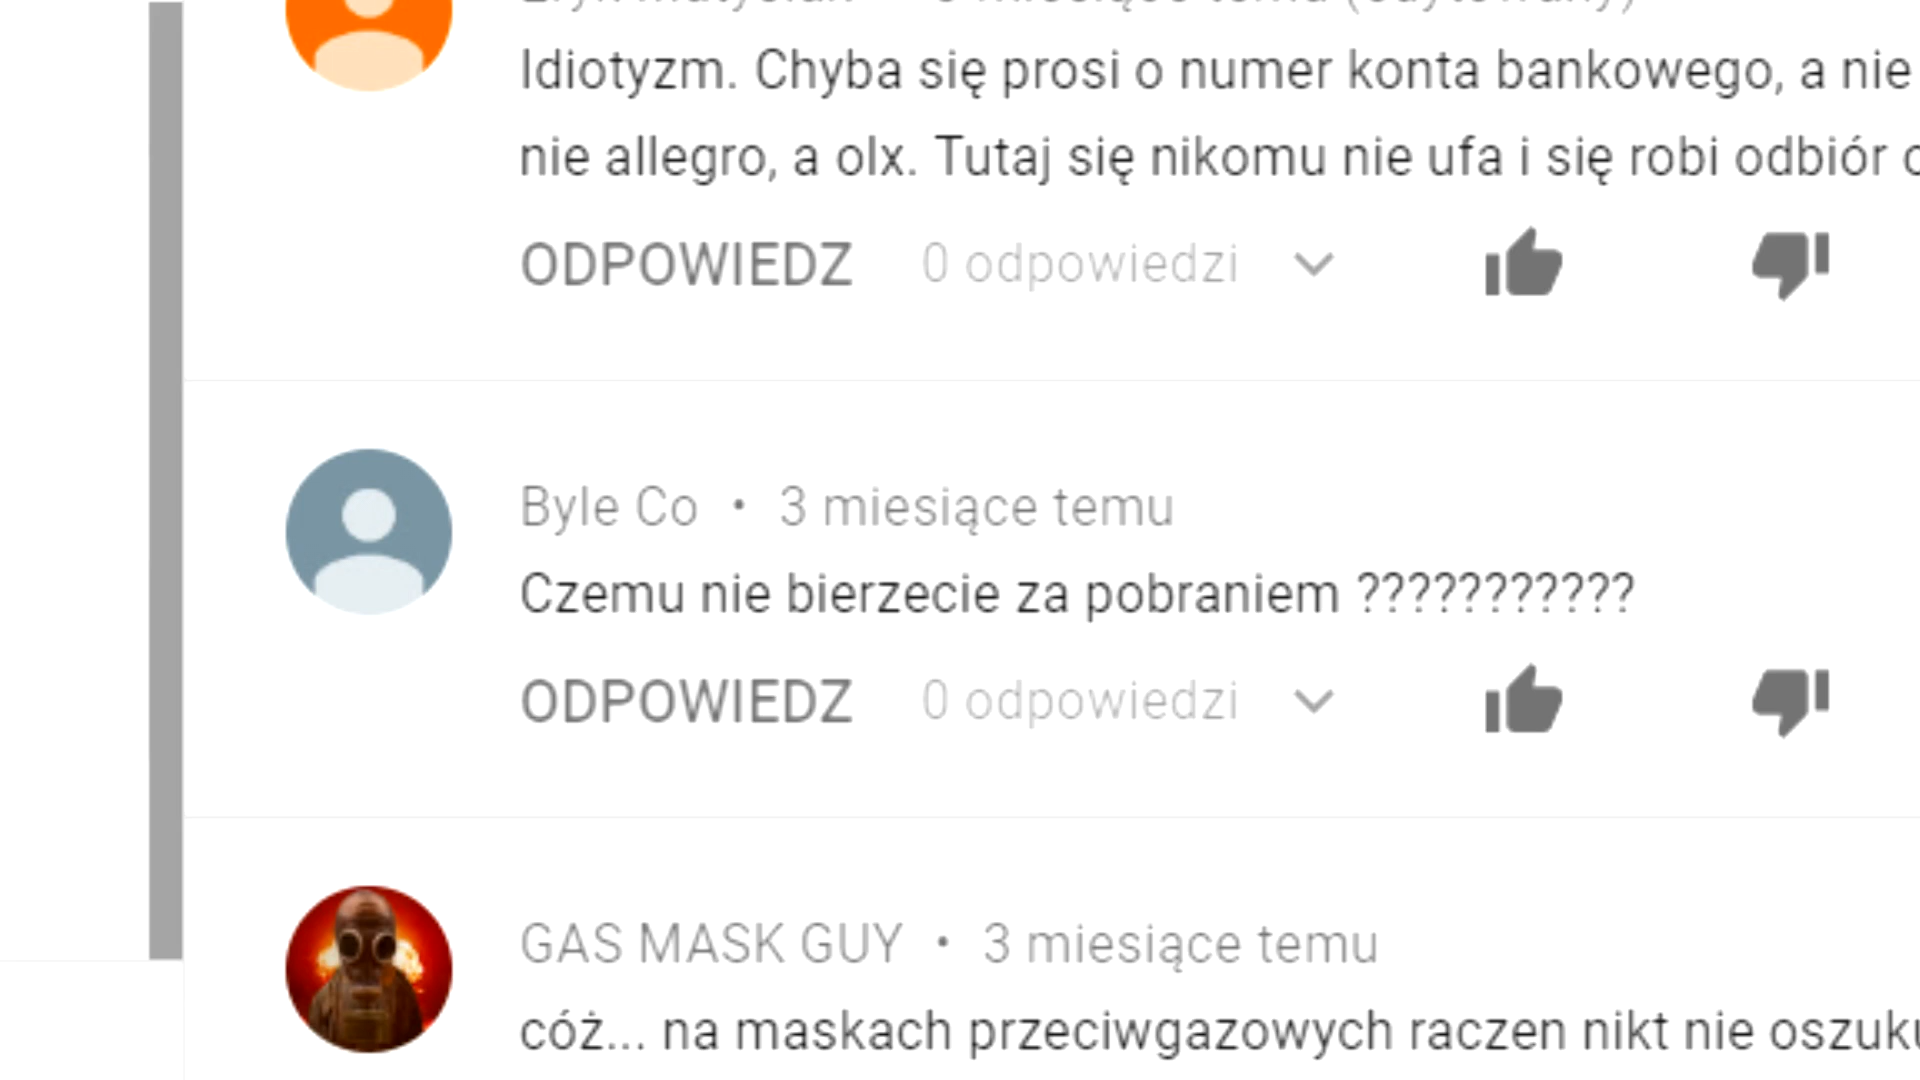 Idiotyzm. Chyba się prosi o numer konta bankowego, a nie
nie allegro, a olx. Tutaj się nikomu nie ufa i się robi odbiór
ODPOWIEDZ 0 odpowiedzi
Byle Co • 3 miesiące temu
Czemu nie bierzecie za pobraniem ???????????
ODPOWIEDZ 0 odpowiedzi
GAS MASK GUY • 3 miesiące temu
cóż... na maskach przeciwgazowych raczen nikt nie